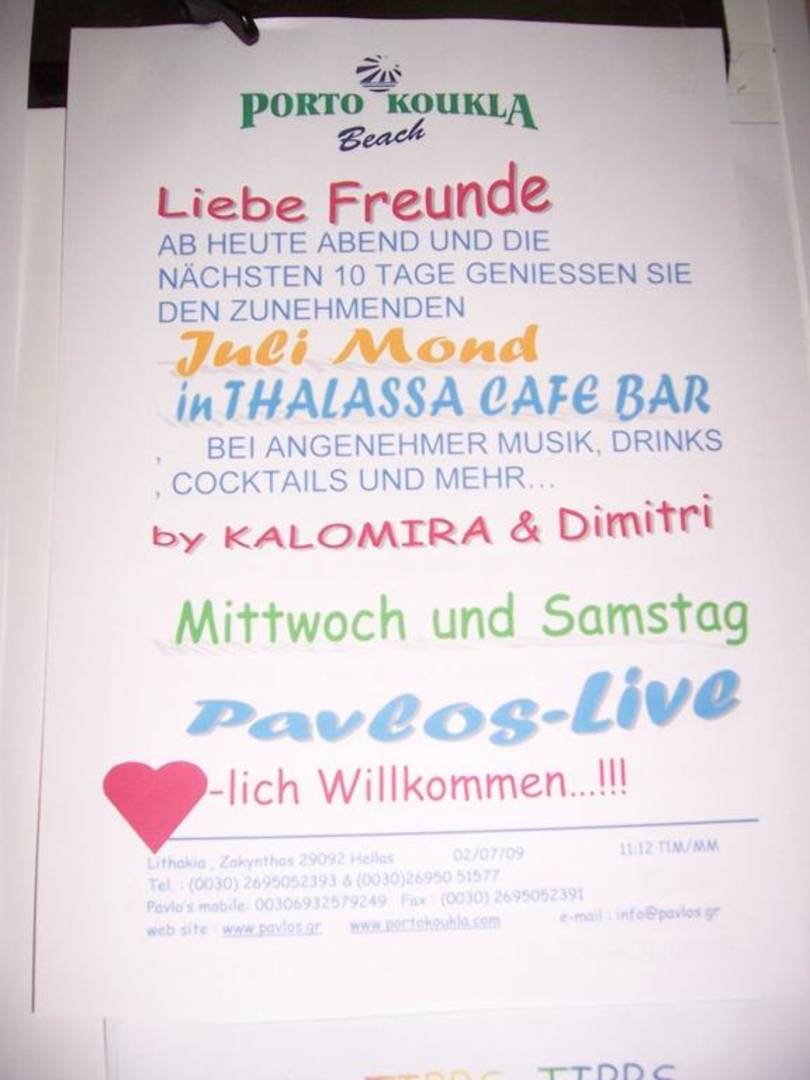 PORTO KOUKLA
Beach
Liebe Freunde
AB HEUTE ABEND UND DIE
NÄCHSTEN 10 TAGE GENIESSEN SIE
DEN ZUNEHMENDEN
Juli Mond
in THALASSA CAFE BAR
, BEI ANGENEHMER MUSIK, DRINKS
, COCKTAILS UND MEHR...
by KALOMIRA & Dimitri
Mittwoch und Samstag
Pavlos-Live
-lich Willkommen...!!!
Lithakia , Zakynthos 29092 Hellas 02/07/09 11:12 ΠΜ/ΜΜ
Tel. : (0030) 2695052393 & (0030)26950 51577
Pavlo's mobile: 00306932579249 Fax : (0030) 2695052391
web site : www.pavlos.gr www.portokoukla.com e-mail : info@pavlos.gr